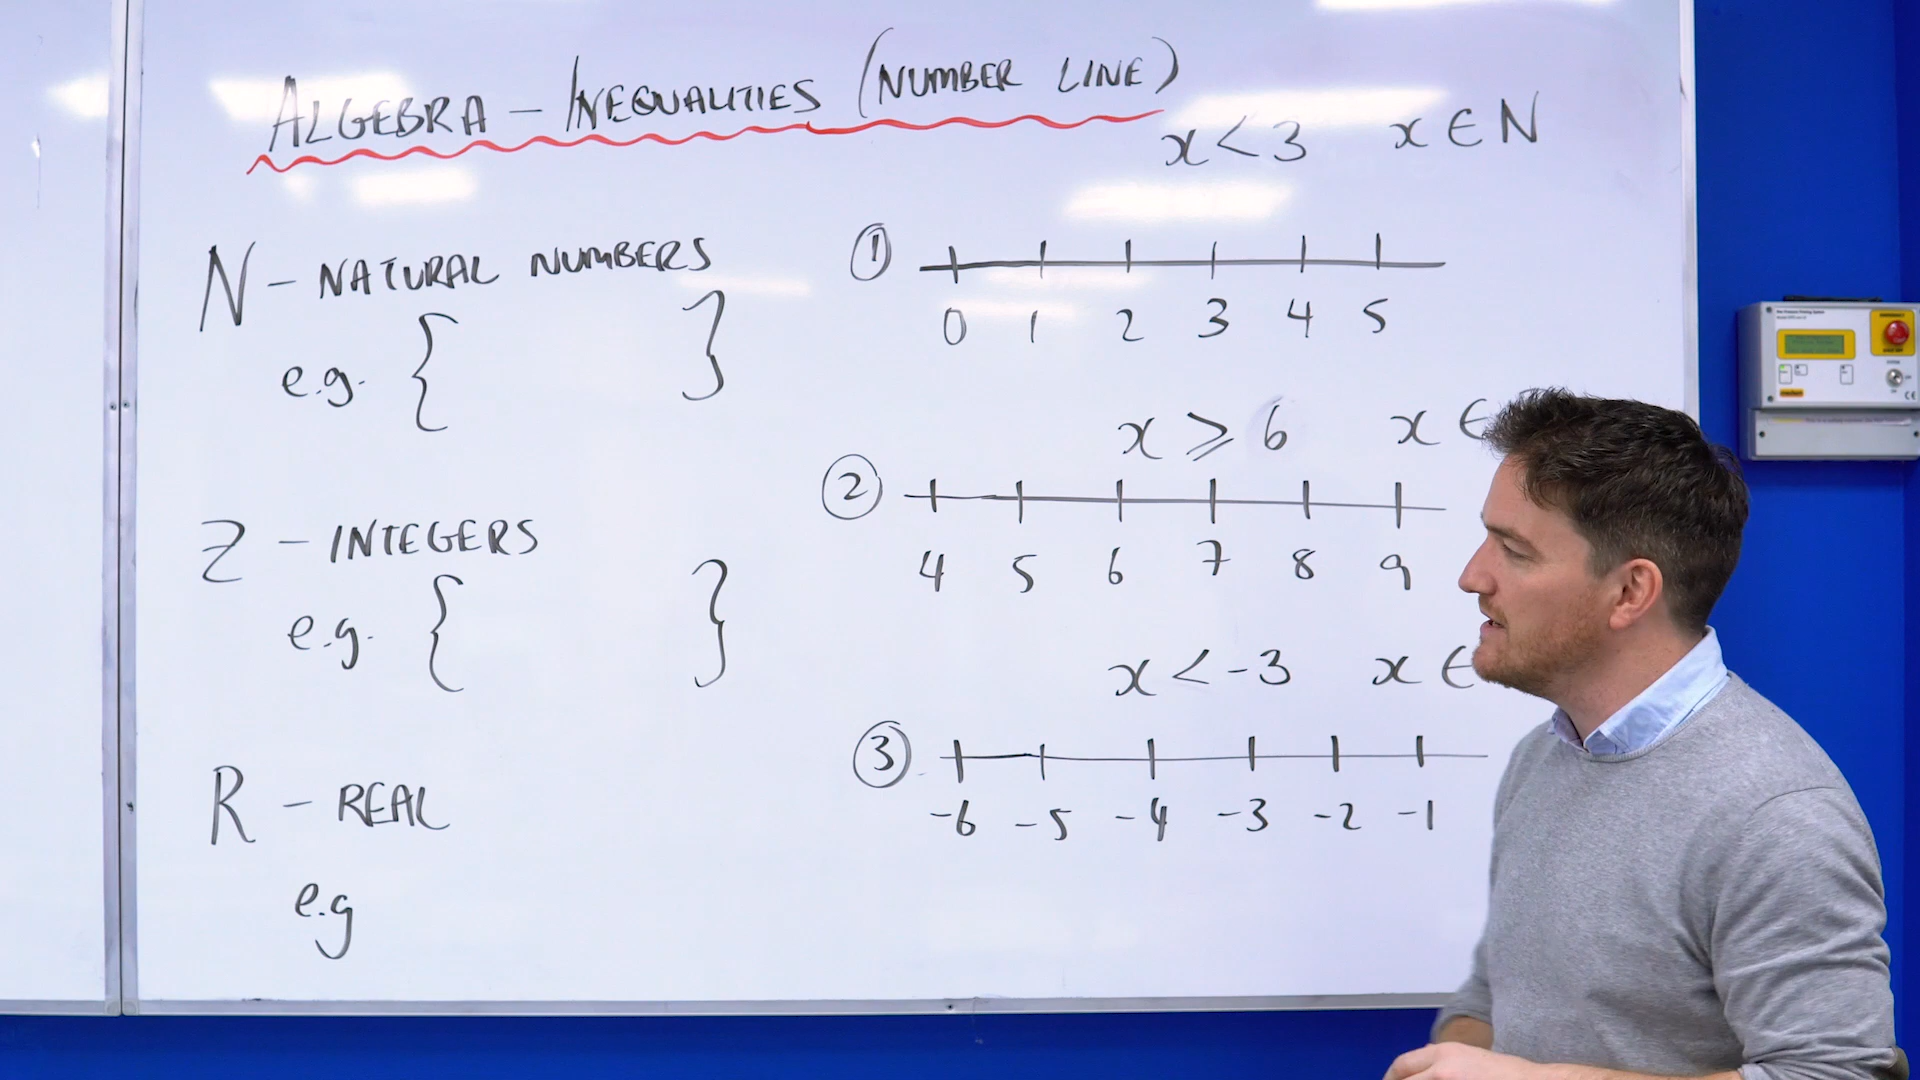 ALGEBRA – INEQUALITIES (NUMBER LINE)
N – NATURAL NUMBERS
e.g. { }
Z – INTEGERS
e.g. { }
R – REAL
e.g
x < 3 x ∈ N
① 
0 1 2 3 4 5
x ⩾ 6 x ∈
②
4 5 6 7 8 9
x < -3 x ∈
③
-6 -5 -4 -3 -2 -1